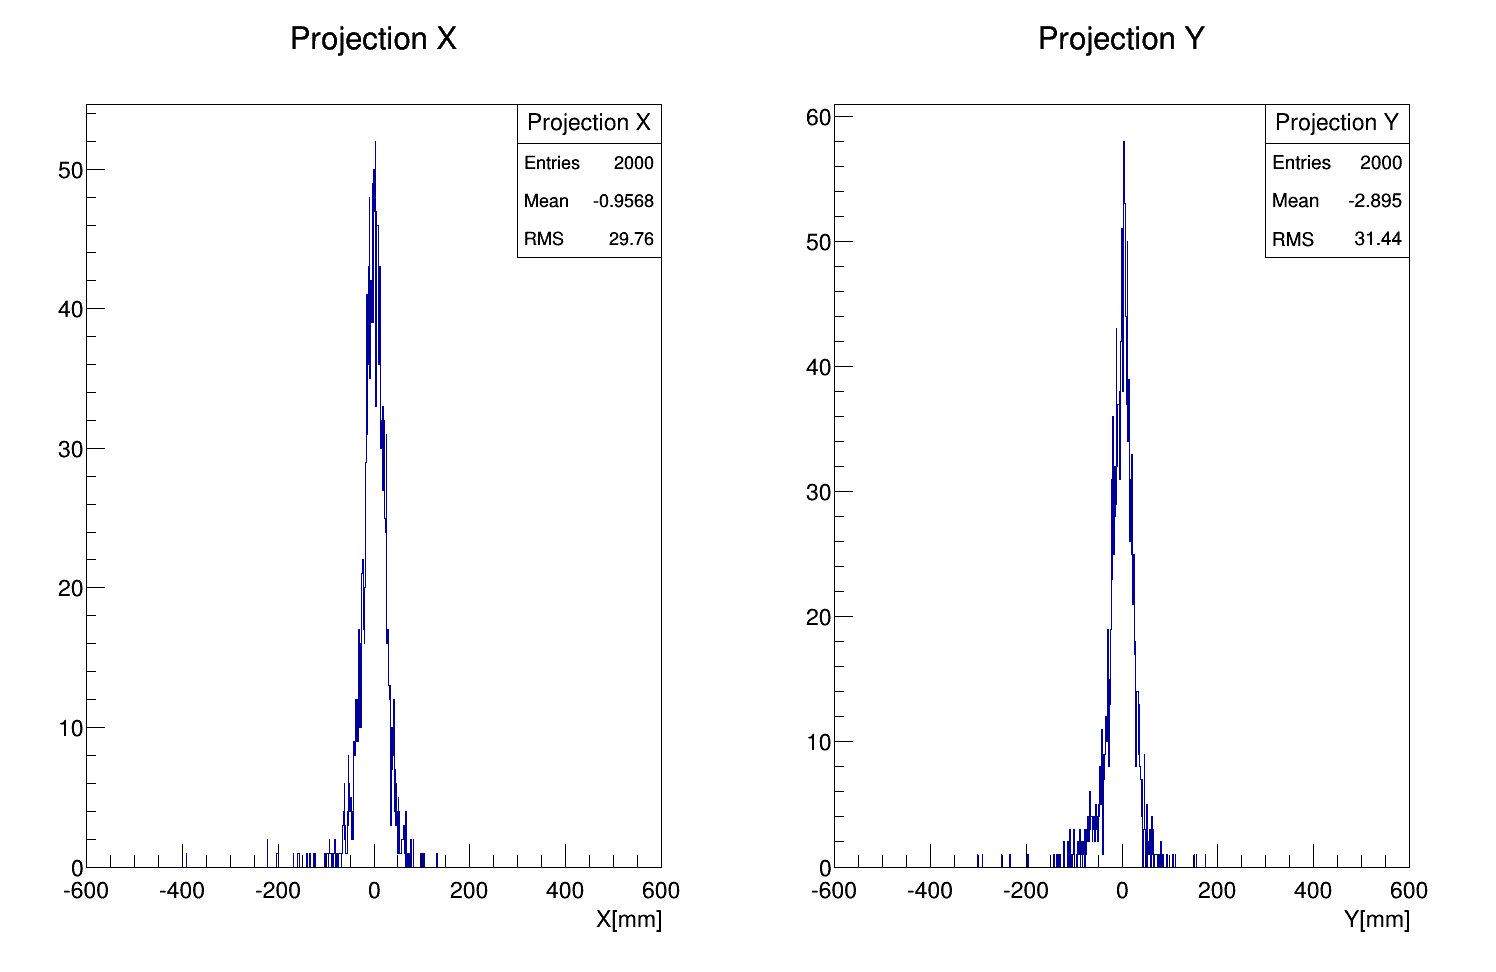 Projection X
Projection X
Entries 2000
Mean -0.9568
RMS 29.76
50
40
30
20
10
0
-600 -400 -200 0 200 400 600
X[mm]
Projection Y
Projection Y
Entries 2000
Mean -2.895
RMS 31.44
60
50
40
30
20
10
0
-600 -400 -200 0 200 400 600
Y[mm]